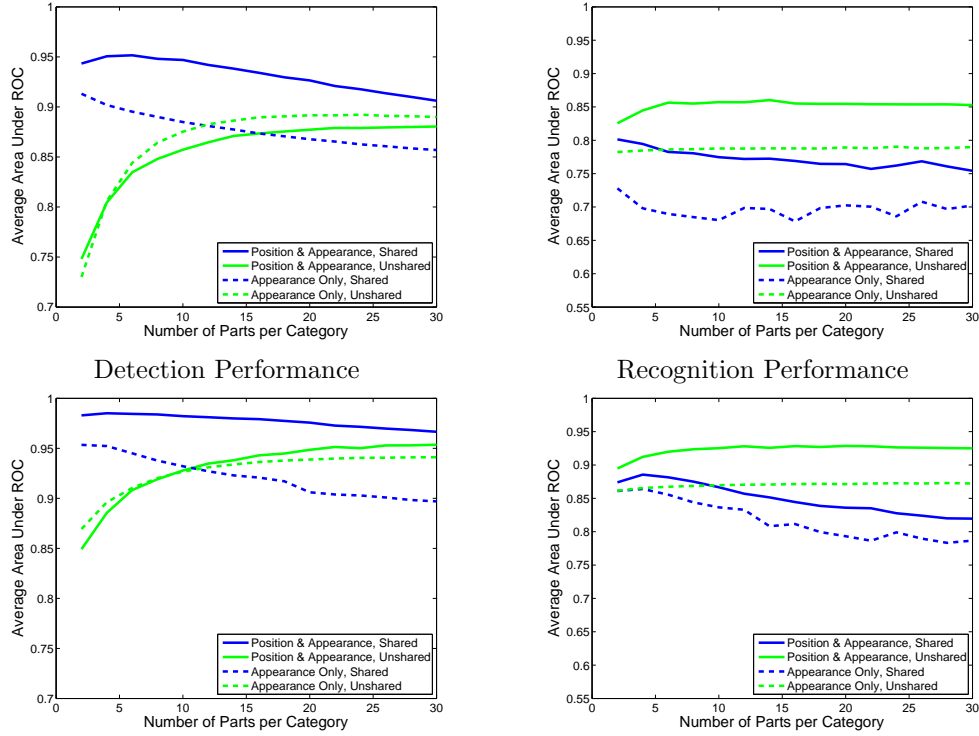 1
0.95
0.9
0.85
0.8
0.75
0.7
0 5 10 15 20 25 30
Average Area Under ROC
Number of Parts per Category
Position & Appearance, Shared
Position & Appearance, Unshared
Appearance Only, Shared
Appearance Only, Unshared
1
0.95
0.9
0.85
0.8
0.75
0.7
0.65
0.6
0.55
0 5 10 15 20 25 30
Average Area Under ROC
Number of Parts per Category
Position & Appearance, Shared
Position & Appearance, Unshared
Appearance Only, Shared
Appearance Only, Unshared
Detection Performance
Recognition Performance
1
0.95
0.9
0.85
0.8
0.75
0.7
0 5 10 15 20 25 30
Average Area Under ROC
Number of Parts per Category
Position & Appearance, Shared
Position & Appearance, Unshared
Appearance Only, Shared
Appearance Only, Unshared
1
0.95
0.9
0.85
0.8
0.75
0.7
0.65
0.6
0.55
0 5 10 15 20 25 30
Average Area Under ROC
Number of Parts per Category
Position & Appearance, Shared
Position & Appearance, Unshared
Appearance Only, Shared
Appearance Only, Unshared